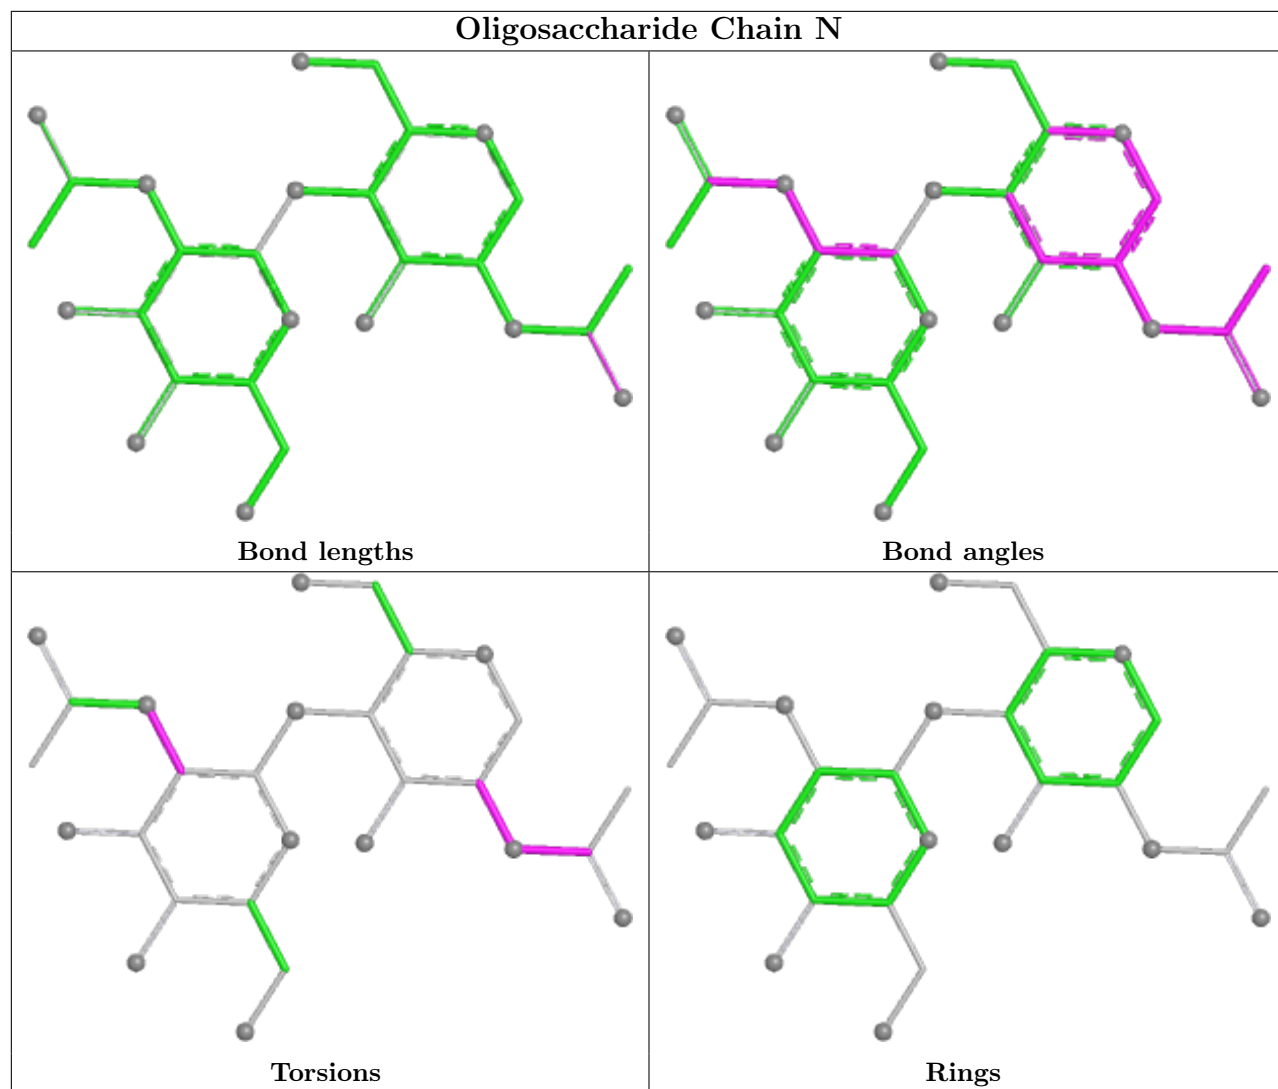 Oligosaccharide Chain N
Bond lengths
Bond angles
Torsions
Rings